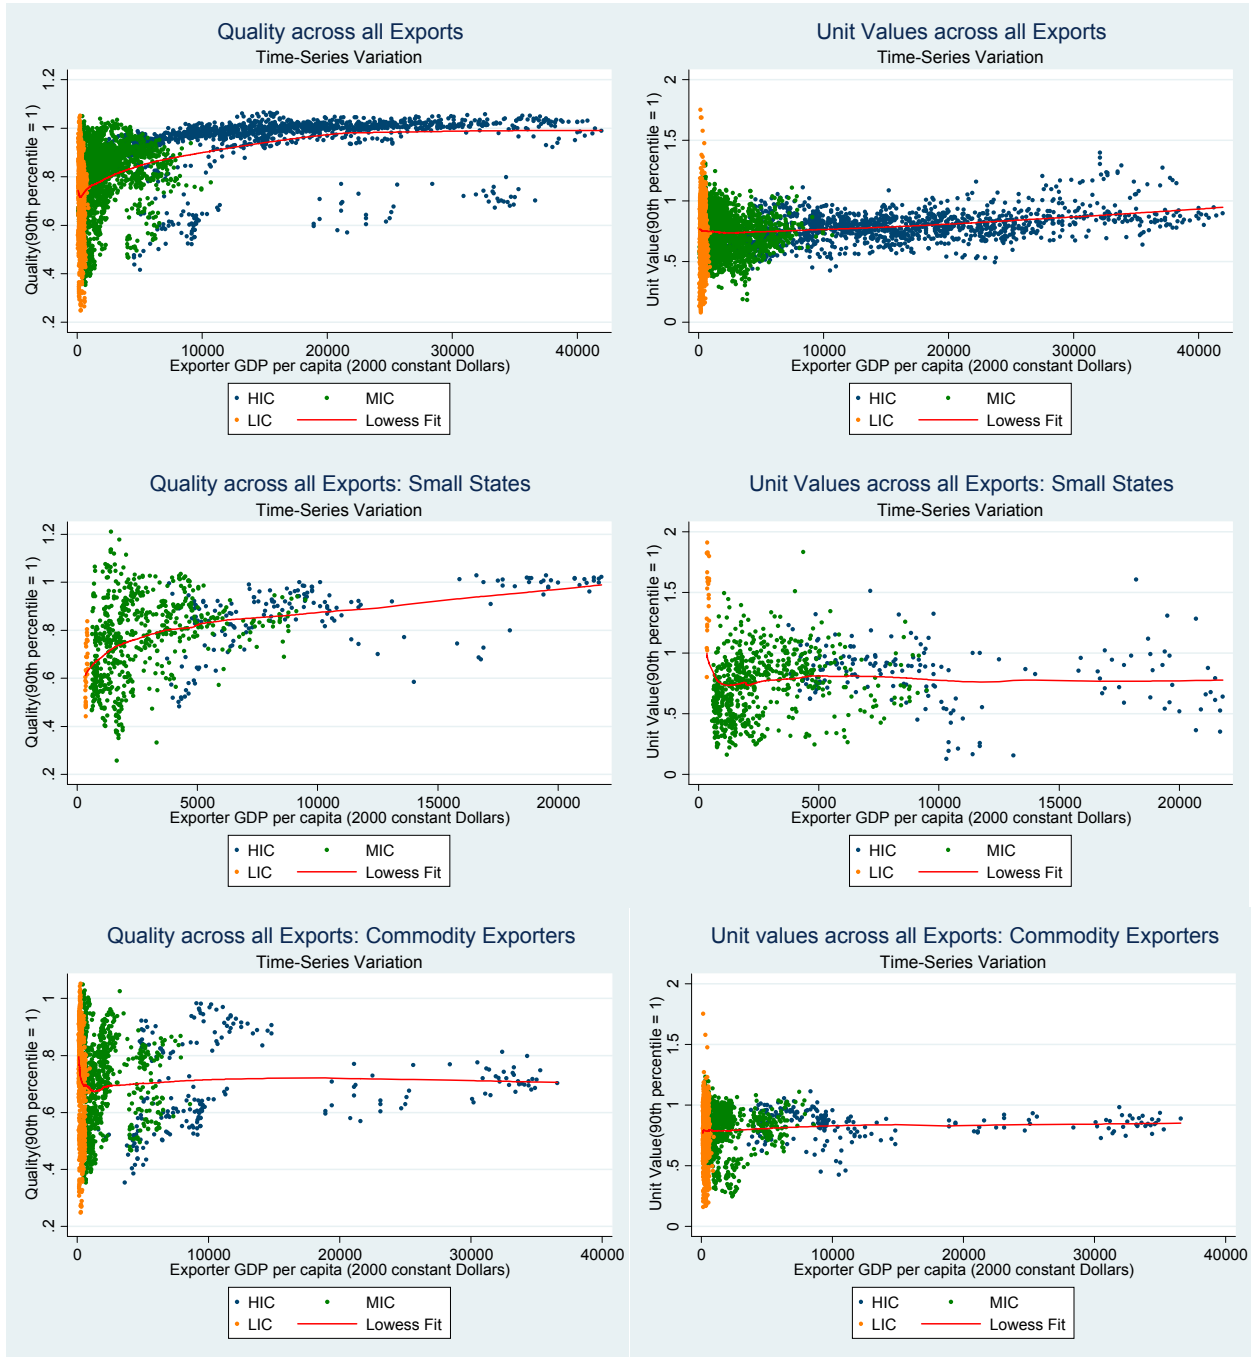 Quality across all Exports
Time-Series Variation
Quality(90th percentile = 1)
.2 .4 .6 .8 1 1.2
0 10000 20000 30000 40000
Exporter GDP per capita (2000 constant Dollars)
HIC MIC
LIC Lowess Fit
Unit Values across all Exports
Time-Series Variation
Unit Value(90th percentile = 1)
0 .5 1 1.5 2
0 10000 20000 30000 40000
Exporter GDP per capita (2000 constant Dollars)
HIC MIC
LIC Lowess Fit
Quality across all Exports: Small States
Time-Series Variation
Quality(90th percentile = 1)
.2 .4 .6 .8 1 1.2
0 5000 10000 15000 20000
Exporter GDP per capita (2000 constant Dollars)
HIC MIC
LIC Lowess Fit
Unit Values across all Exports: Small States
Time-Series Variation
Unit Value(90th percentile = 1)
0 .5 1 1.5 2
0 5000 10000 15000 20000
Exporter GDP per capita (2000 constant Dollars)
HIC MIC
LIC Lowess Fit
Quality across all Exports: Commodity Exporters
Time-Series Variation
Quality(90th percentile = 1)
.2 .4 .6 .8 1
0 10000 20000 30000 40000
Exporter GDP per capita (2000 constant Dollars)
HIC MIC
LIC Lowess Fit
Unit values across all Exports: Commodity Exporters
Time-Series Variation
Unit Value(90th percentile = 1)
0 .5 1 1.5 2
0 10000 20000 30000 40000
Exporter GDP per capita (2000 constant Dollars)
HIC MIC
LIC Lowess Fit